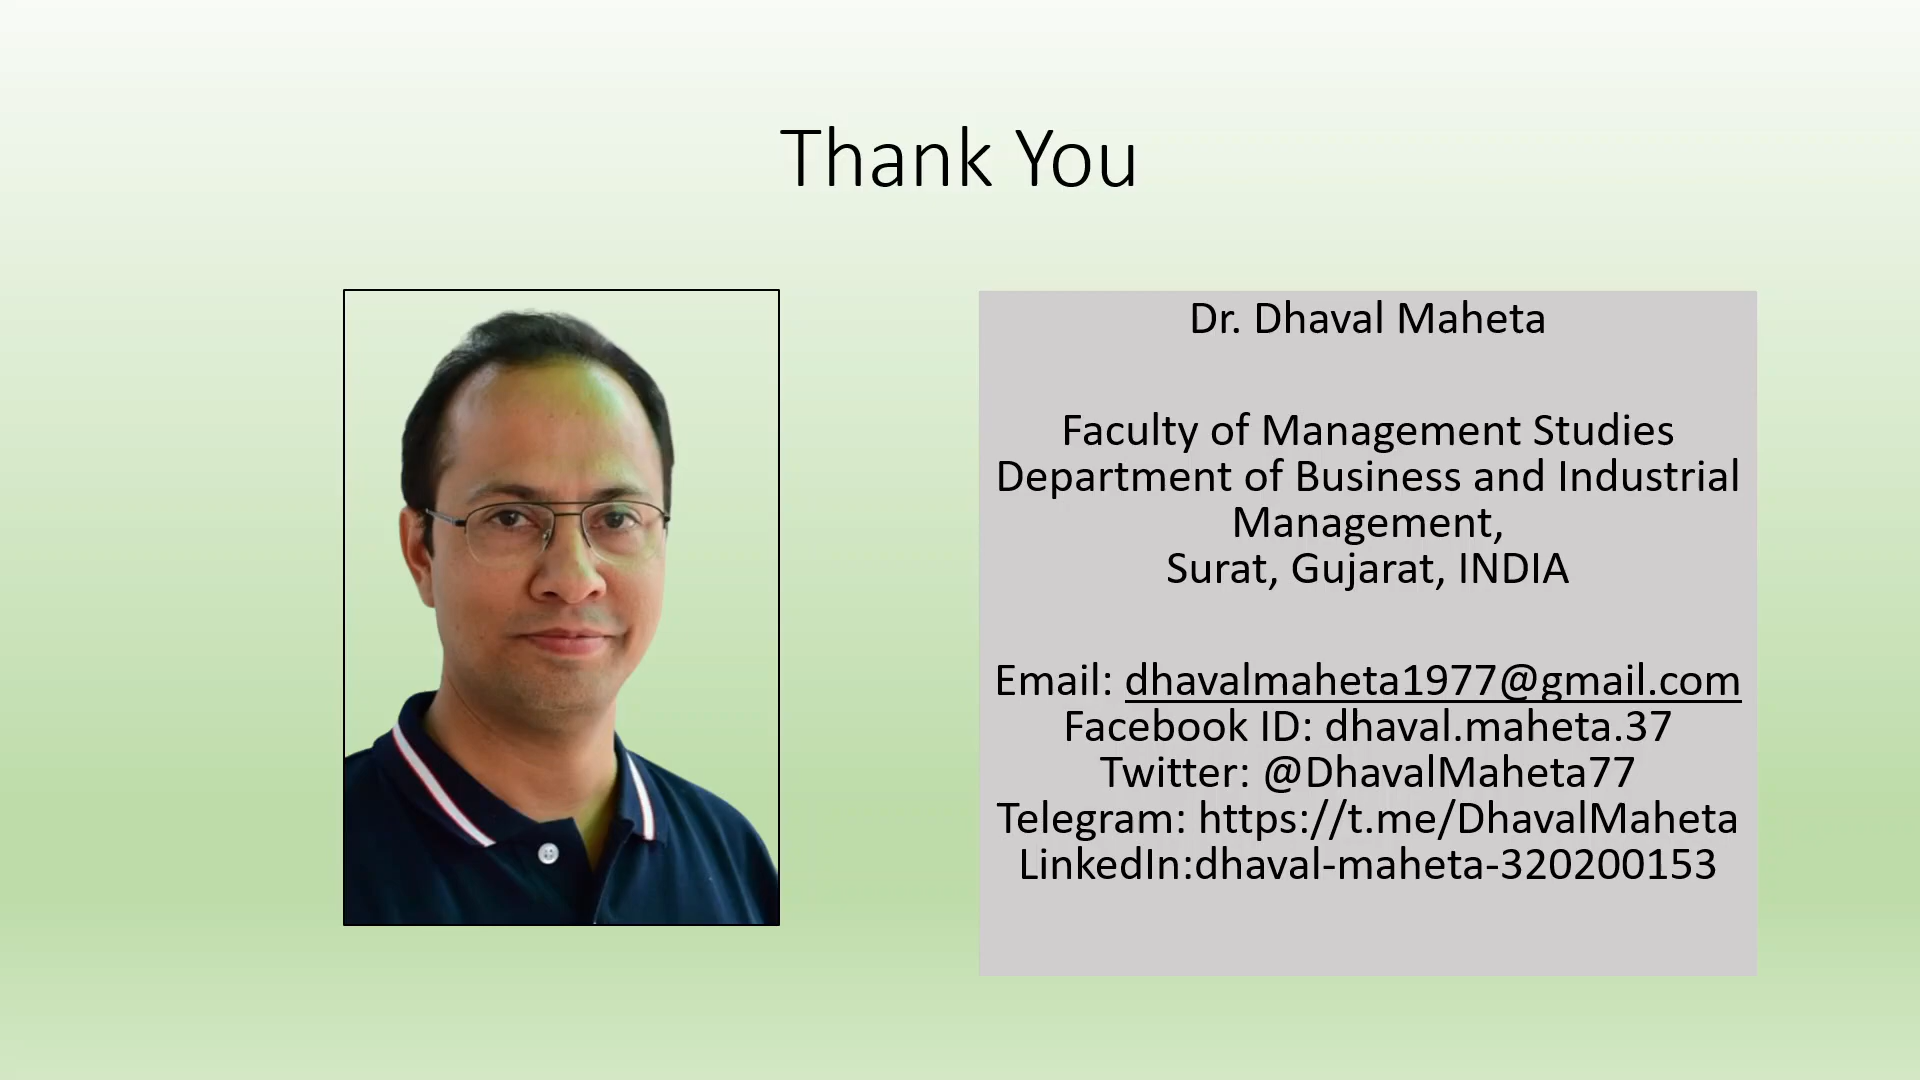 Thank You
Dr. Dhaval Maheta
Faculty of Management Studies
Department of Business and Industrial
Management,
Surat, Gujarat, INDIA
Email: dhavalmaheta1977@gmail.com
Facebook ID: dhaval.maheta.37
Twitter: @DhavalMaheta77
Telegram: https://t.me/DhavalMaheta
LinkedIn:dhaval-maheta-320200153